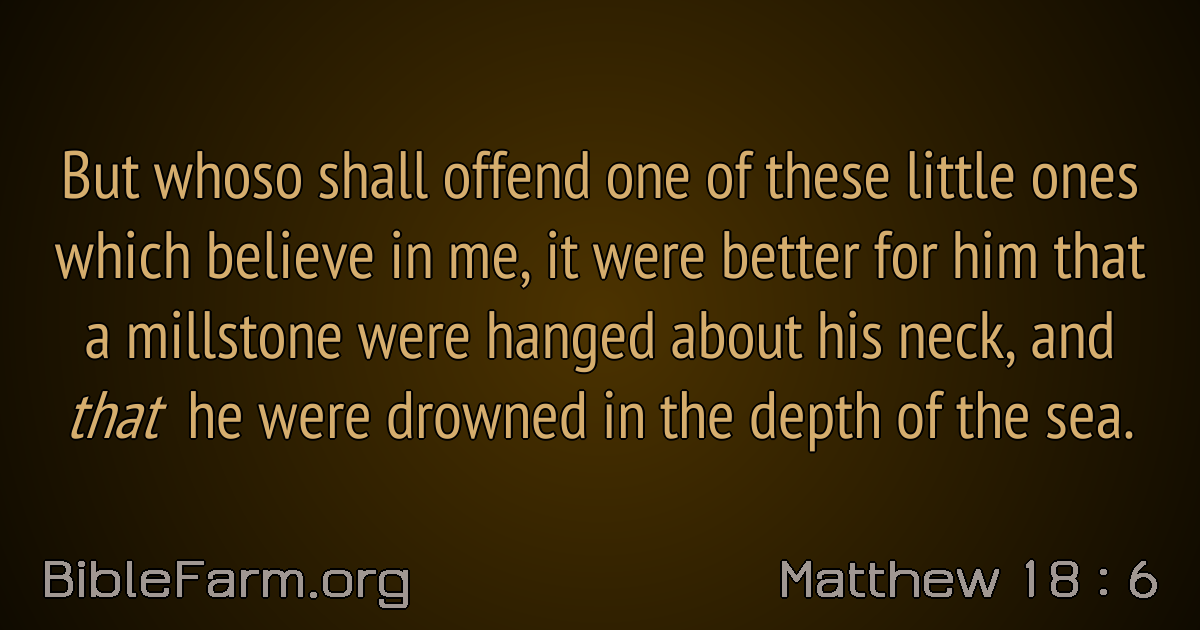 But whoso shall offend one of these little ones
which believe in me, it were better for him that
a millstone were hanged about his neck, and
that he were drowned in the depth of the sea.
BibleFarm.org
Matthew 18 : 6